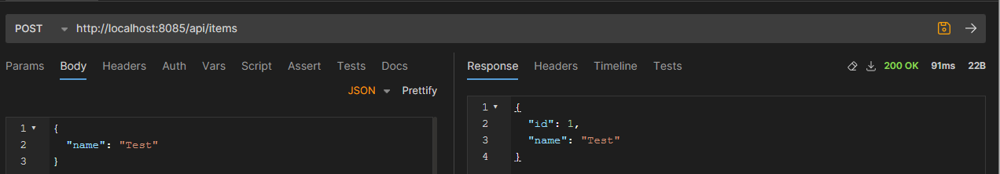 POST http://localhost:8085/api/items
Params Body Headers Auth Vars Script Assert Tests Docs
JSON Prettify
1 {
2 "name": "Test"
3 }
Response Headers Timeline Tests 200 OK 91ms 22B
1 {
2 "id": 1,
3 "name": "Test"
4 }